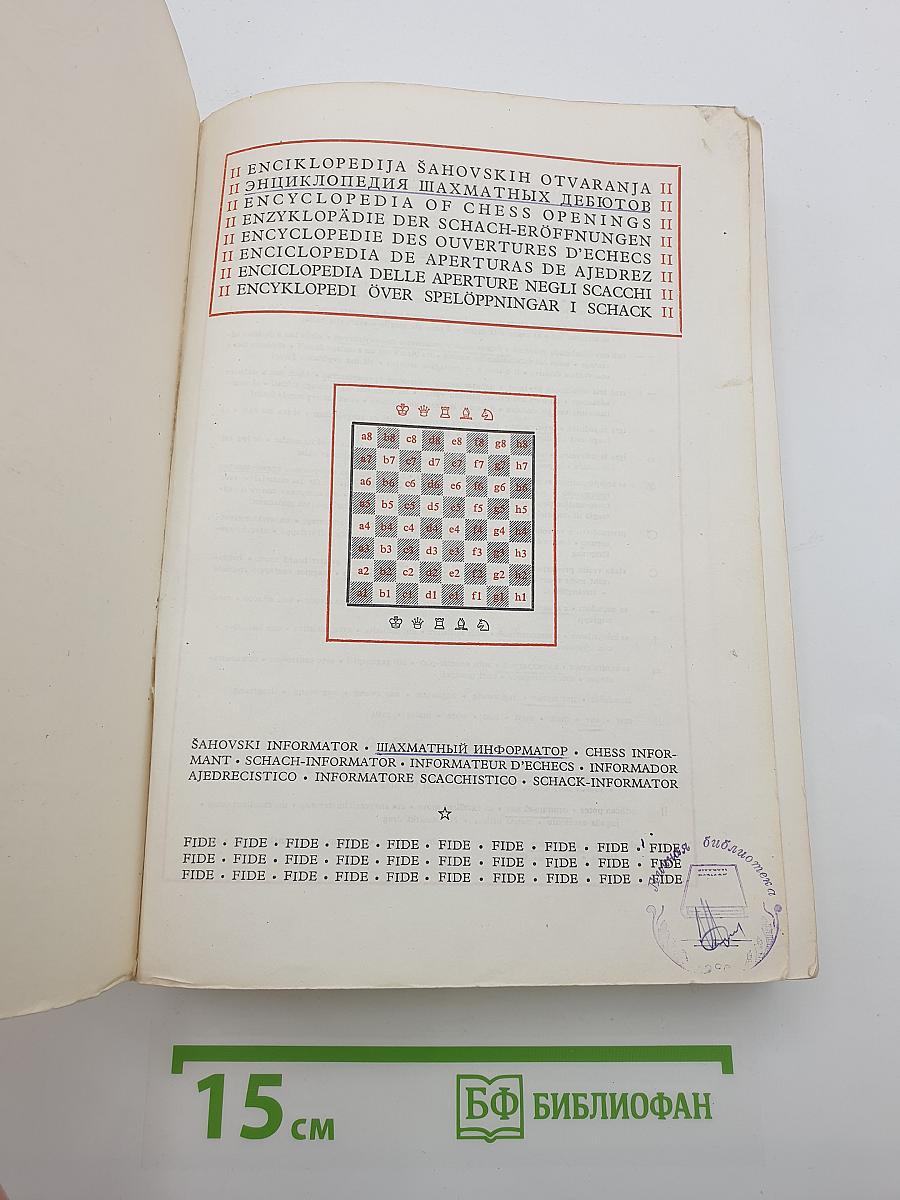 II ENCIKLOPEDIJA ŠAHOVSKIH OTVARANJA II
II ЭНЦИКЛОПЕДИЯ ШАХМАТНЫХ ДЕБЮТОВ II
II ENCYCLOPEDIA OF CHESS OPENINGS II
II ENZYKLOPÄDIE DER SCHACH-ERÖFFNUNGEN II
II ENCYCLOPEDIE DES OUVERTURES D'ECHECS II
II ENCICLOPEDIA DE APERTURAS DE AJEDREZ II
II ENCICLOPEDIA DELLE APERTURE NEGLI SCACCHI II
II ENCYKLOPEDI ÖVER SPELÖPPNINGAR I SCHACK II
a8 b8 c8 d8 e8 f8 g8 h8
a7 b7 c7 d7 e7 f7 g7 h7
a6 b6 c6 d6 e6 f6 g6 h6
a5 b5 c5 d5 e5 f5 g5 h5
a4 b4 c4 d4 e4 f4 g4 h4
a3 b3 c3 d3 e3 f3 g3 h3
a2 b2 c2 d2 e2 f2 g2 h2
a1 b1 c1 d1 e1 f1 g1 h1
ŠAHOVSKI INFORMATOR • ШАХМАТНЫЙ ИНФОРМАТОР • CHESS INFOR-
MANT • SCHACH-INFORMATOR • INFORMATEUR D'ECHECS • INFORMADOR
AJEDRECISTICO • INFORMATORE SCACCHISTICO • SCHACK-INFORMATOR
FIDE • FIDE • FIDE • FIDE • FIDE • FIDE • FIDE • FIDE • FIDE • FIDE
FIDE • FIDE • FIDE • FIDE • FIDE • FIDE • FIDE • FIDE • FIDE • FIDE
FIDE • FIDE • FIDE • FIDE • FIDE • FIDE • FIDE • FIDE • FIDE • FIDE
Личная библиотека
15 см
БФ БИБЛИОФАН